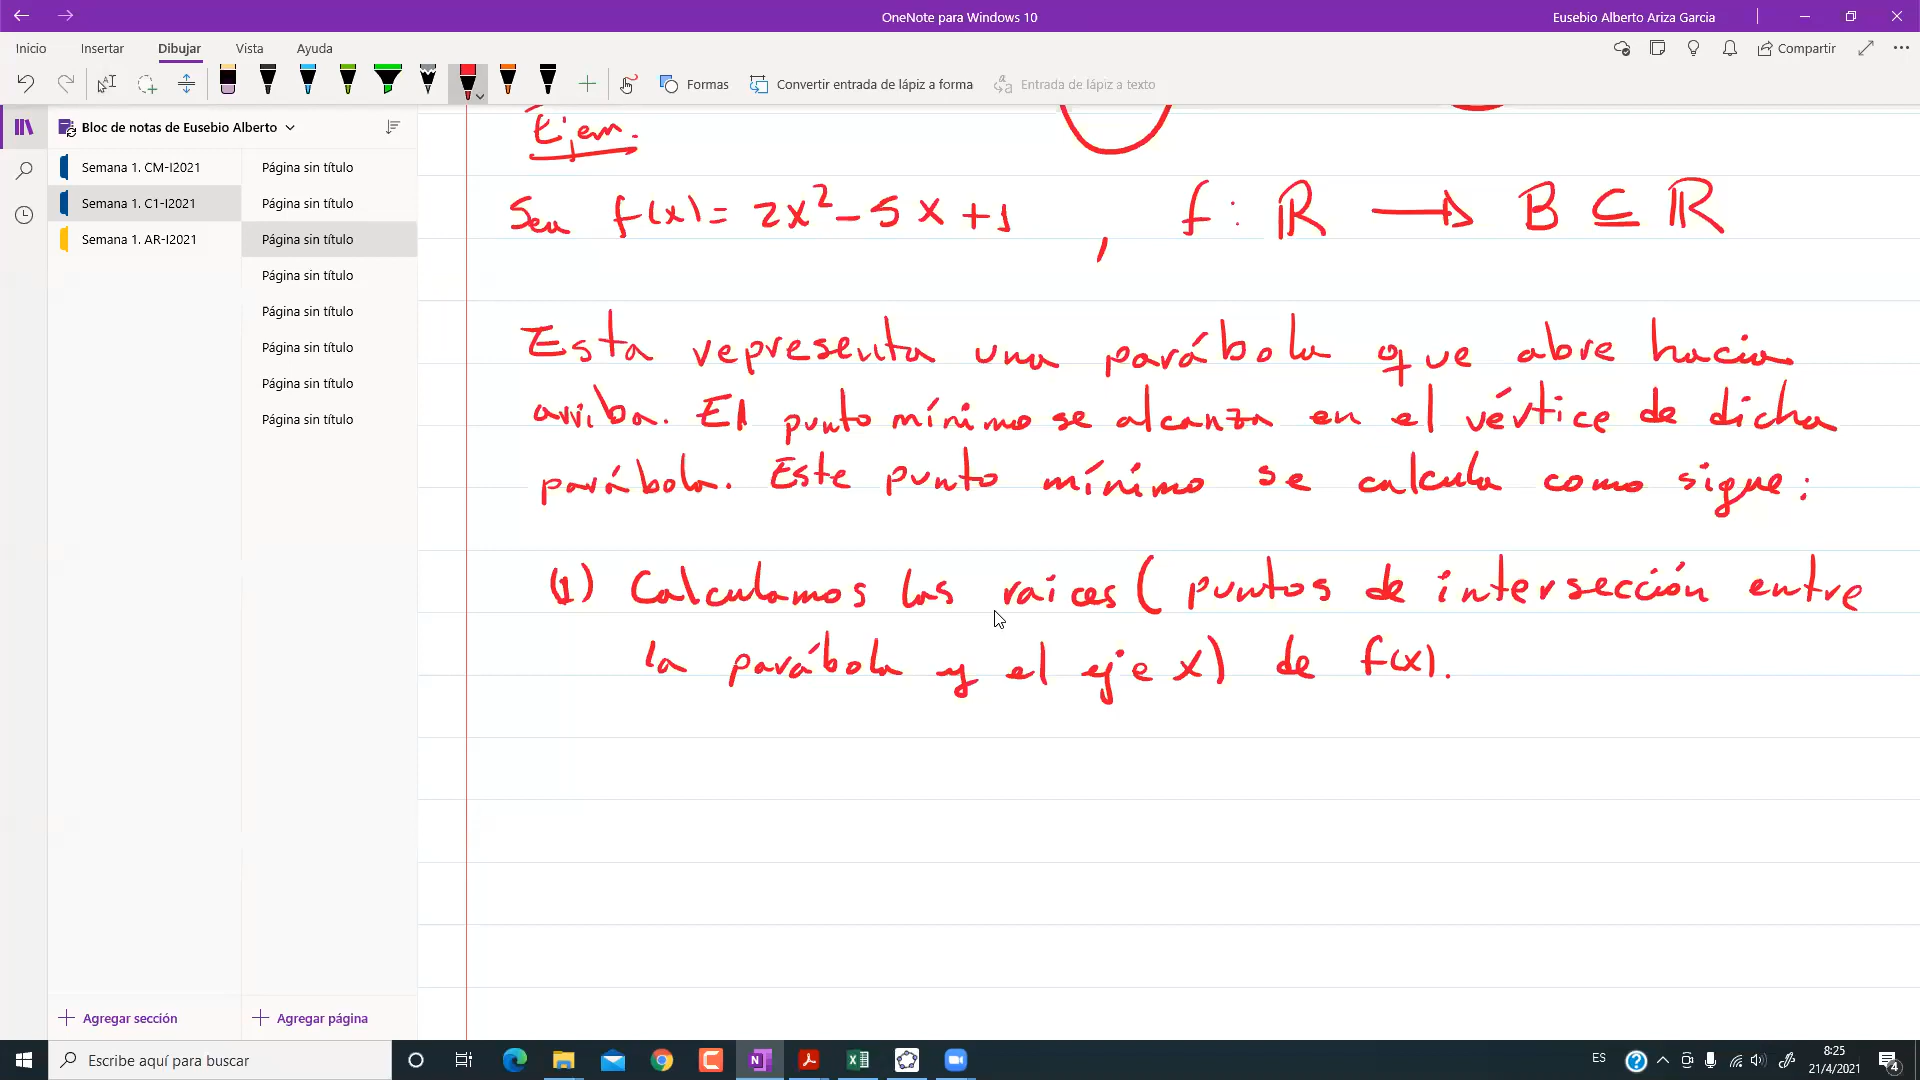 OneNote para Windows 10
Eusebio Alberto Ariza Garcia
Inicio Insertar Dibujar Vista Ayuda
Compartir
Formas
Convertir entrada de lápiz a forma
Entrada de lápiz a texto
Bloc de notas de Eusebio Alberto
Semana 1. CM-I2021
Semana 1. C1-I2021
Semana 1. AR-I2021
Página sin título
Página sin título
Página sin título
Página sin título
Página sin título
Página sin título
Página sin título
Página sin título
Agregar sección
Agregar página
Ejem.
Sea f(x) = 2x² - 5x + 1 , f : ℝ → B ⊆ ℝ
Esta representa una parábola que abre hacia
arriba. El punto mínimo se alcanza en el vértice de dicha
parábola. Este punto mínimo se calcula como sigue:
(1) Calculamos las raices (puntos de intersección entre
la parábola y el eje x) de f(x).
Escribe aquí para buscar
ES
8:25
21/4/2021
4